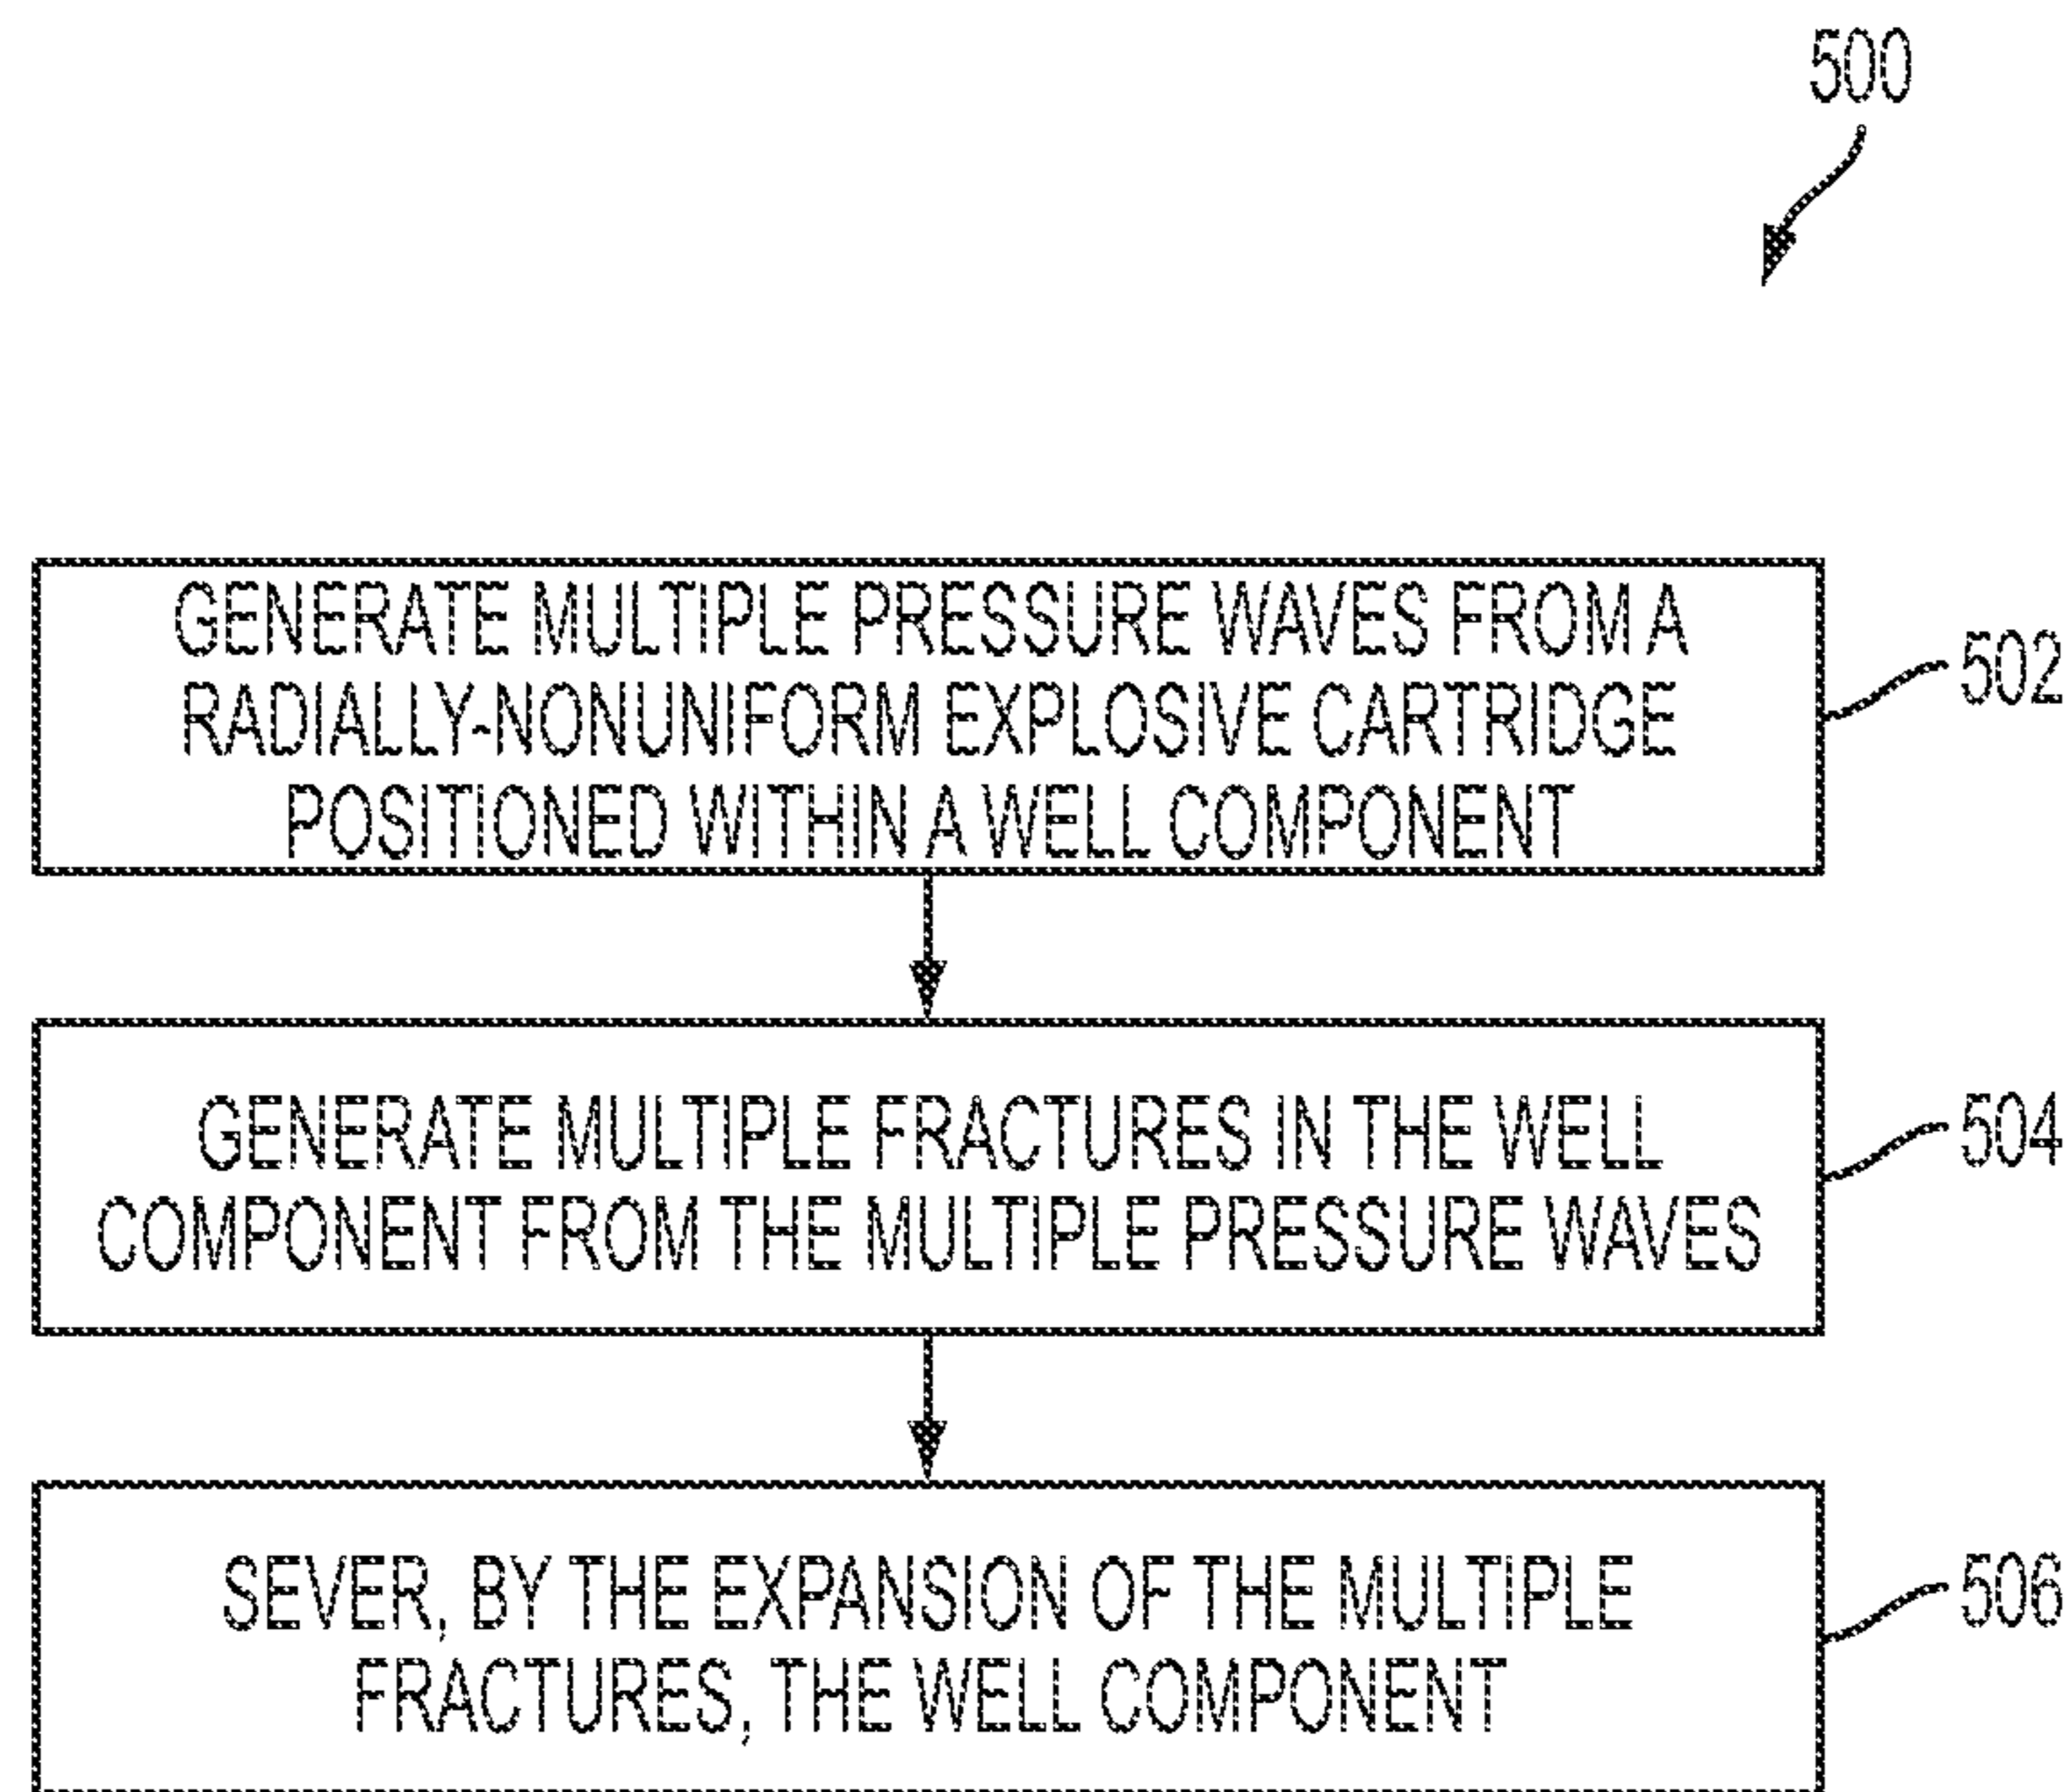 500
GENERATE MULTIPLE PRESSURE WAVES FROM A
RADIALLY-NONUNIFORM EXPLOSIVE CARTRIDGE
POSITIONED WITHIN A WELL COMPONENT
502
GENERATE MULTIPLE FRACTURES IN THE WELL
COMPONENT FROM THE MULTIPLE PRESSURE WAVES
504
SEVER, BY THE EXPANSION OF THE MULTIPLE
FRACTURES, THE WELL COMPONENT
506